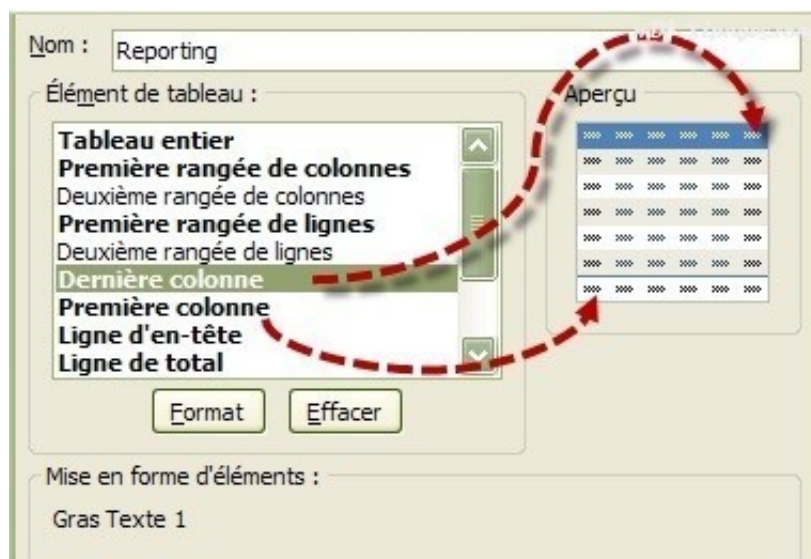 Nom :
Reporting
Élément de tableau :
Aperçu
Tableau entier
Première rangée de colonnes
Deuxième rangée de colonnes
Première rangée de lignes
Deuxième rangée de lignes
Dernière colonne
Première colonne
Ligne d'en-tête
Ligne de total
Format
Effacer
Mise en forme d'éléments :
Gras Texte 1